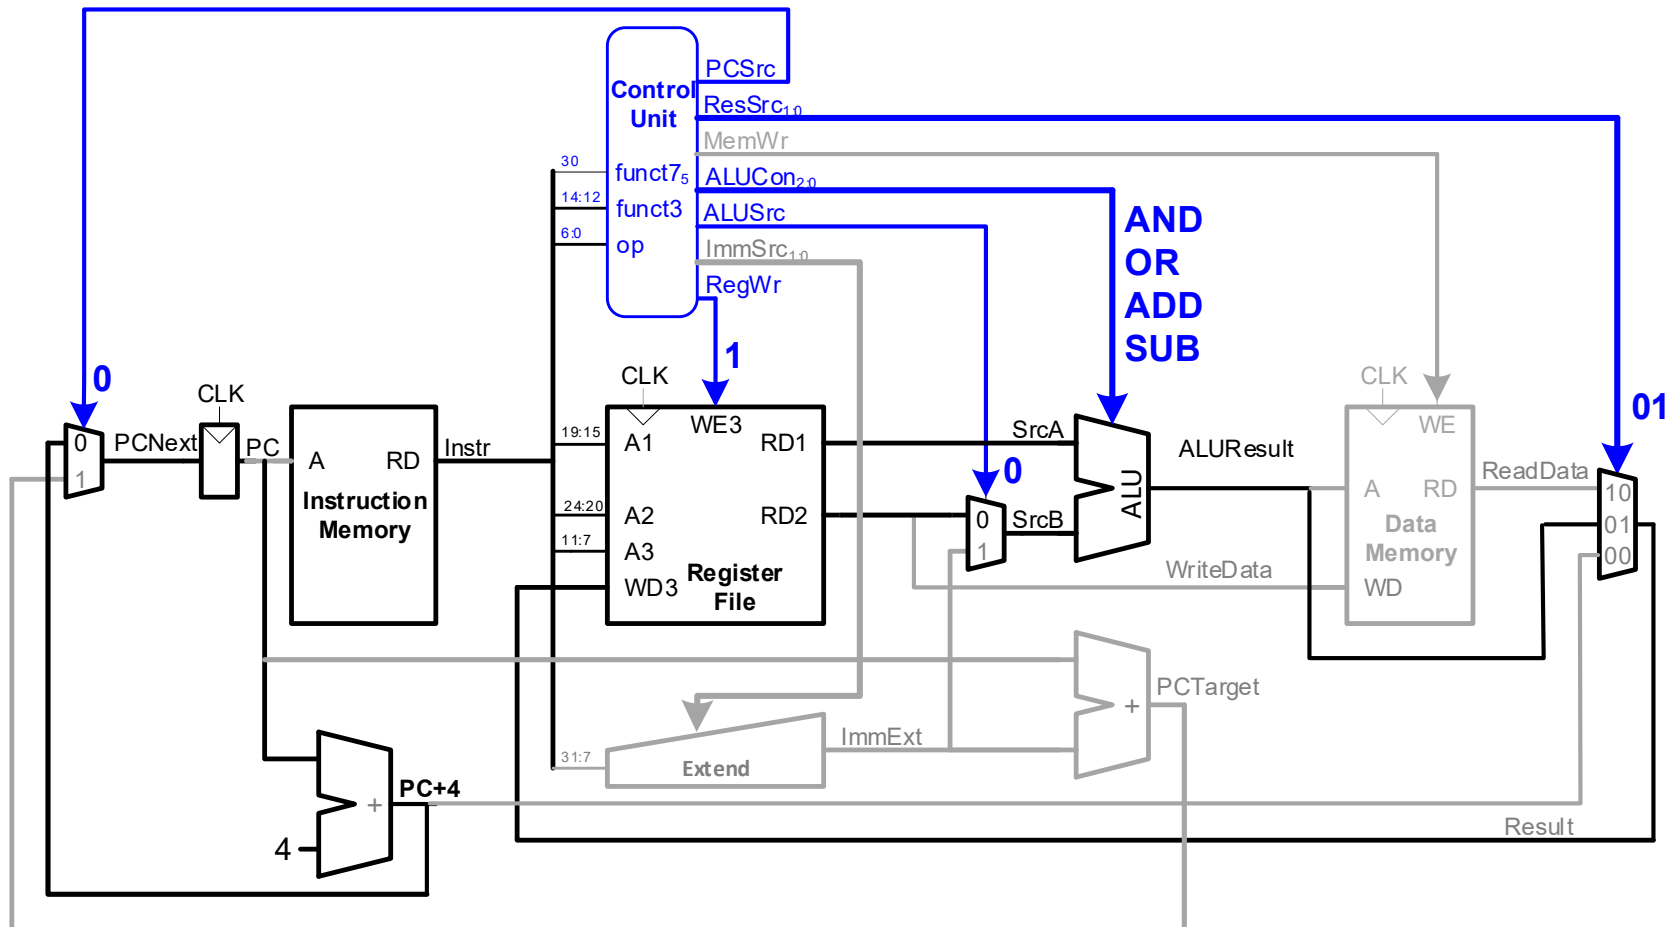 PCSrc
Control
Unit
ResSrc1:0
MemWr
30
funct75
ALUCon2:0
14:12
funct3
ALUSrc
6:0
op
ImmSrc1:0
RegWr
AND
OR
ADD
SUB
0
1
CLK
CLK
CLK
01
0
1
PCNext
PC
A
RD
Instr
Instruction
Memory
19:15
A1
WE3
RD1
24:20
A2
RD2
11:7
A3
WD3
Register
File
SrcA
0
0
1
SrcB
ALU
ALUResult
WE
A
RD
Data
Memory
WD
ReadData
10
01
00
WriteData
PCTarget
+
ImmExt
31:7
Extend
PC+4
+
4
Result